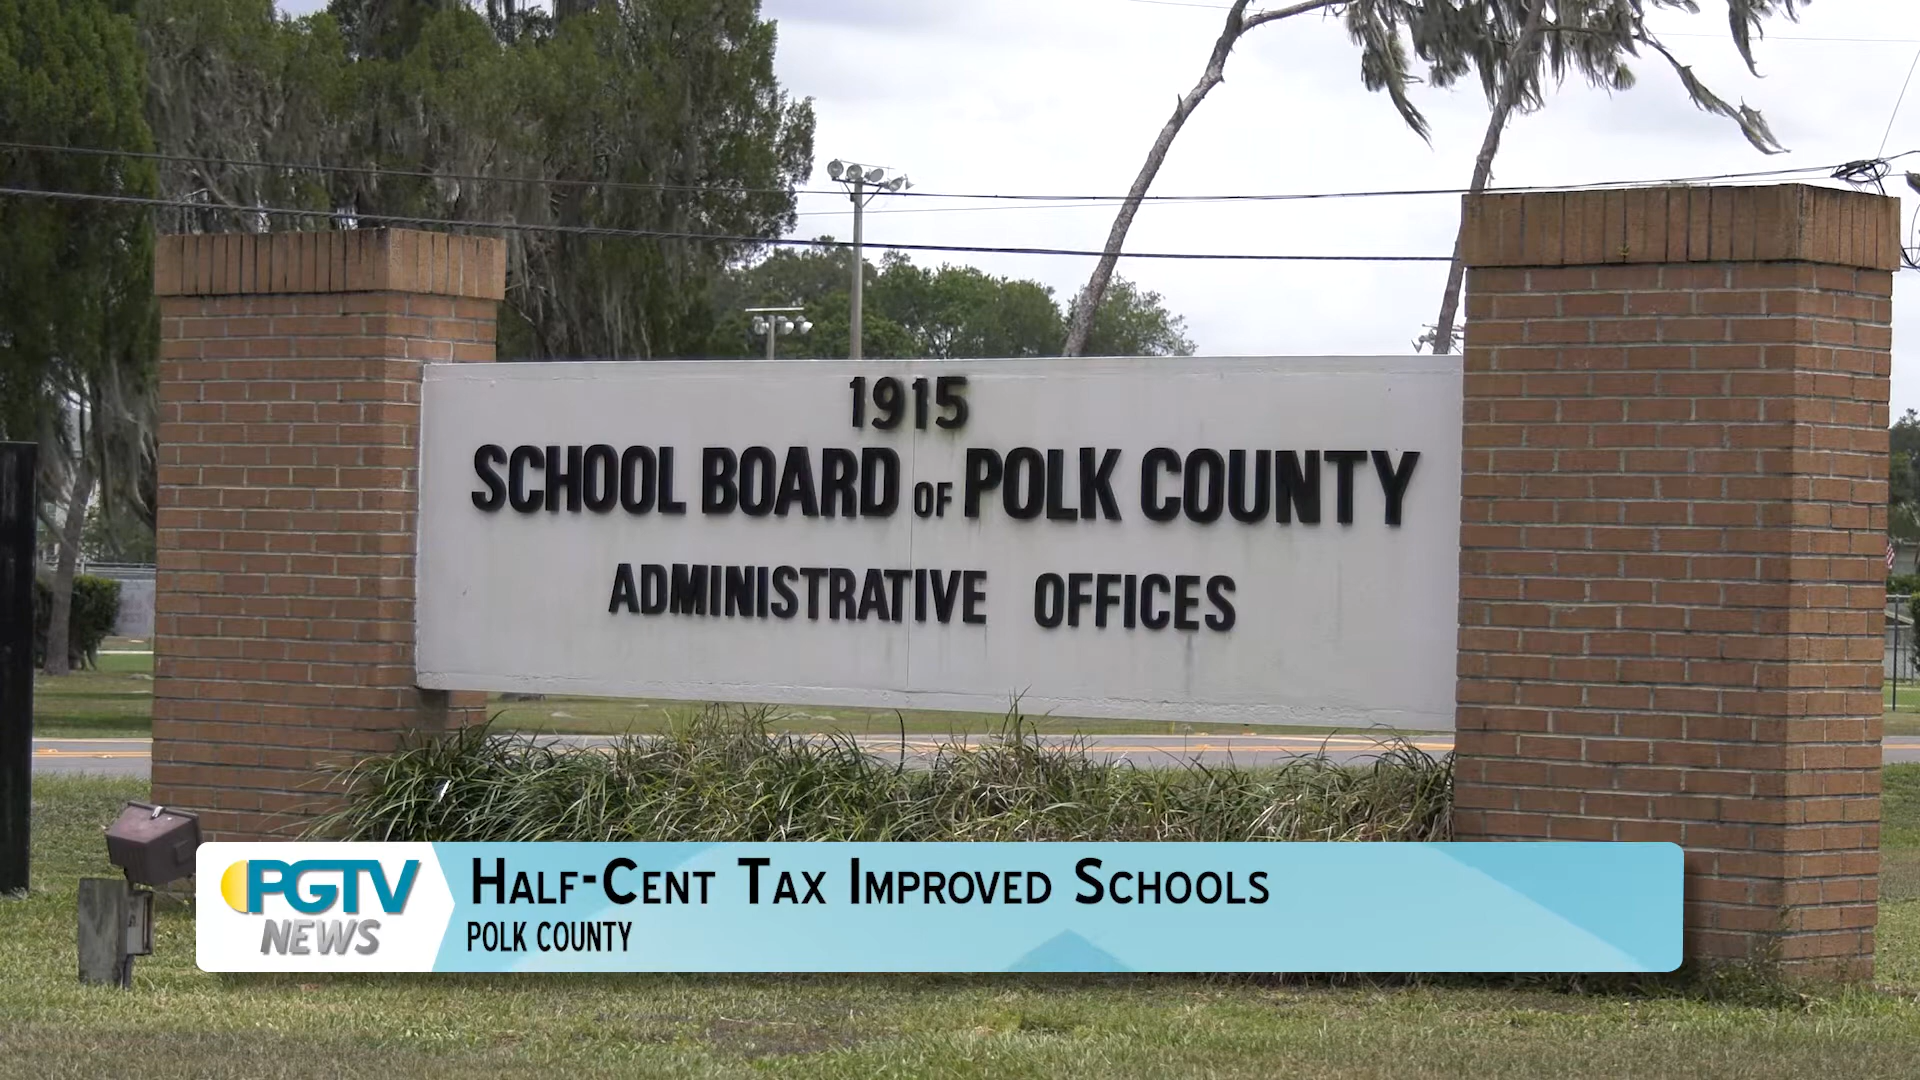 1915
SCHOOL BOARD OF POLK COUNTY
ADMINISTRATIVE OFFICES
PGTV
NEWS
Half-Cent Tax Improved Schools
POLK COUNTY